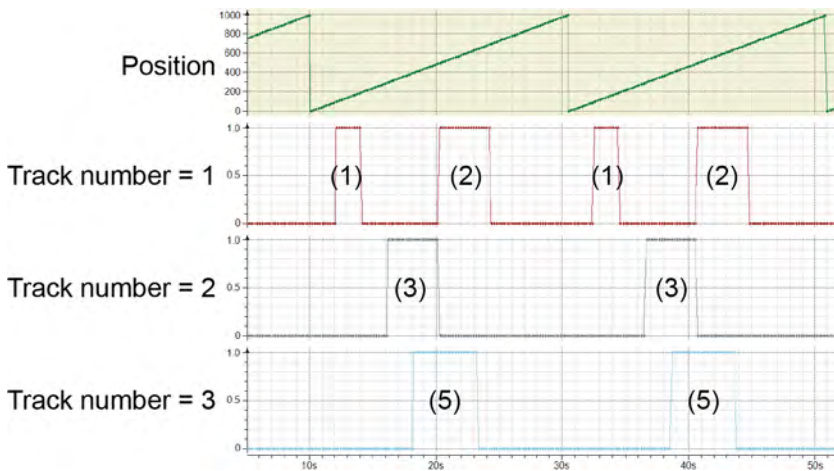 Position
1000
800
600
400
200
0
Track number = 1
1.0
0.5
0
(1)
(2)
(1)
(2)
Track number = 2
1.0
0.5
0
(3)
(3)
Track number = 3
1.0
0.5
0
(5)
(5)
10s
20s
30s
40s
50s